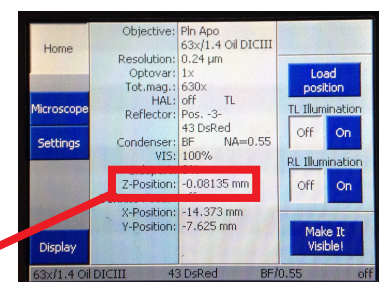 Home
Microscope
Settings
Display
Objective: Pln Apo
63x/1.4 Oil DICIII
Resolution: 0.24 µm
Optovar: 1x
Tot.mag.: 630x
HAL: off TL
Reflector: Pos. -3-
43 DsRed
Condenser: BF NA=0.55
VIS: 100%
Z-Position: -0.08135 mm
X-Position: -14.373 mm
Y-Position: -7.625 mm
Load
position
TL Illumination
Off On
RL Illumination
Off On
Make It
Visible!
63x/1.4 Oil DICIII 43 DsRed BF/0.55 off